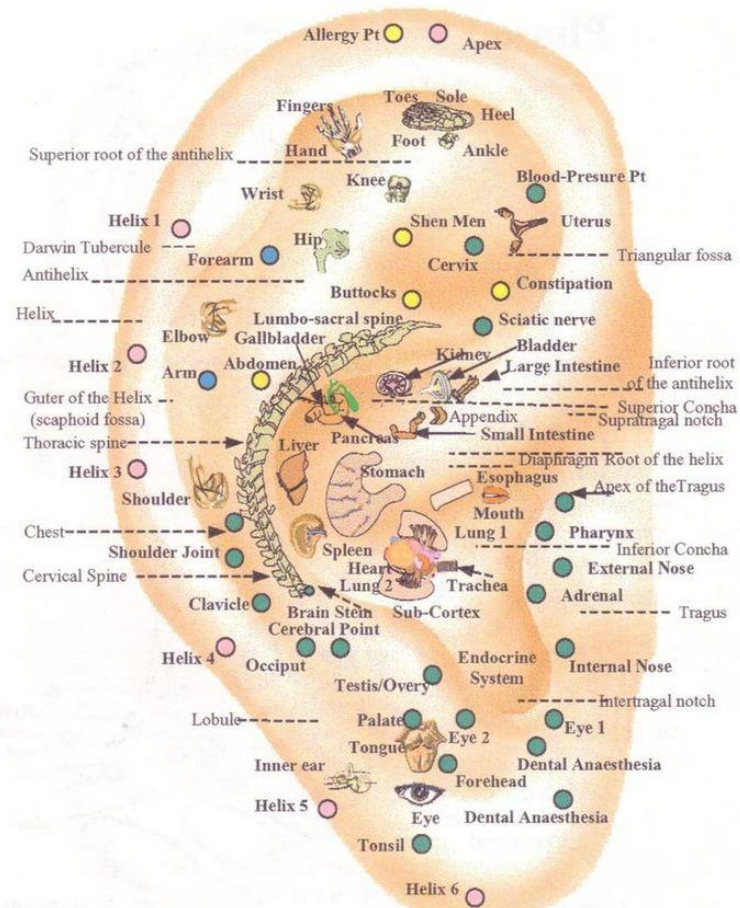 Allergy Pt
Apex
Toes Sole
Fingers
Heel
Foot
Hand
Ankle
Superior root of the antihelix
Knee
Blood-Presure Pt
Wrist
Helix 1
Shen Men
Uterus
Darwin Tubercule
Hip
Forearm
Cervix
Triangular fossa
Antihelix
Buttocks
Constipation
Helix
Lumbo-sacral spine
Sciatic nerve
Elbow
Gallbladder
Kidney
Bladder
Helix 2
Abdomen
Large Intestine
Inferior root
of the antihelix
Arm
Guter of the Helix
(scaphoid fossa)
Superior Concha
Appendix
Supratragal notch
Thoracic spine
Liver
Pancreas
Small Intestine
Diaphragm Root of the helix
Helix 3
Stomach
Esophagus
Apex of theTragus
Shoulder
Mouth
Chest
Lung 1
Pharynx
Shoulder Joint
Spleen
Inferior Concha
Heart
External Nose
Cervical Spine
Lung 2
Trachea
Adrenal
Clavicle
Brain Stem
Sub-Cortex
Tragus
Cerebral Point
Helix 4
Occiput
Endocrine
System
Internal Nose
Testis/Overy
Intertragal notch
Lobule
Palate
Eye 2
Eye 1
Tongue
Inner ear
Forehead
Dental Anaesthesia
Helix 5
Eye
Dental Anaesthesia
Tonsil
Helix 6